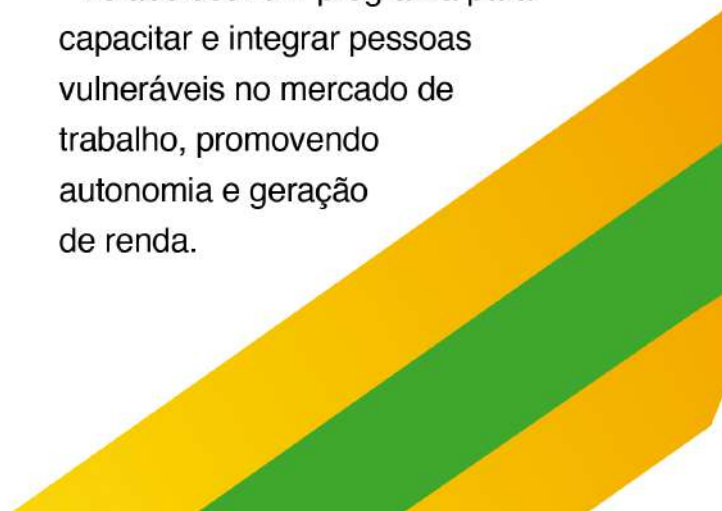 capacitar e integrar pessoas
vulneráveis no mercado de
trabalho, promovendo
autonomia e geração
de renda.